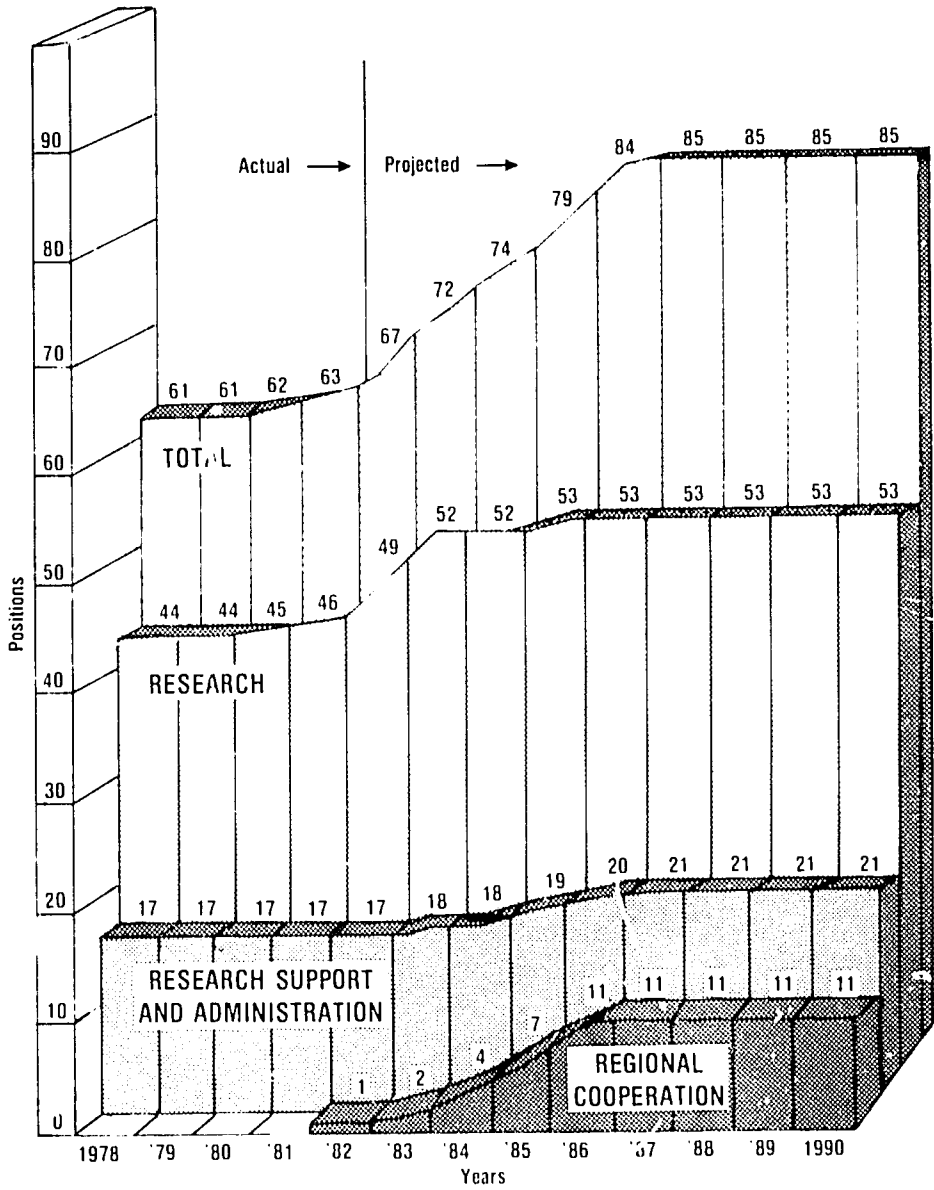 90
80
70
60
50
40
30
20
10
0
Positions
Actual → Projected →
61 61 62 63 67 72 74 79 84 85 85 85 85
TOTAL
44 44 45 46 49 52 52 53 53 53 53 53 53
RESEARCH
17 17 17 17 17 18 18 19 20 21 21 21 21
RESEARCH SUPPORT
AND ADMINISTRATION
1 2 4 7 11 11 11 11 11
REGIONAL
COOPERATION
1978 '79 '80 '81 '82 '83 '84 '85 '86 '87 '88 '89 1990
Years